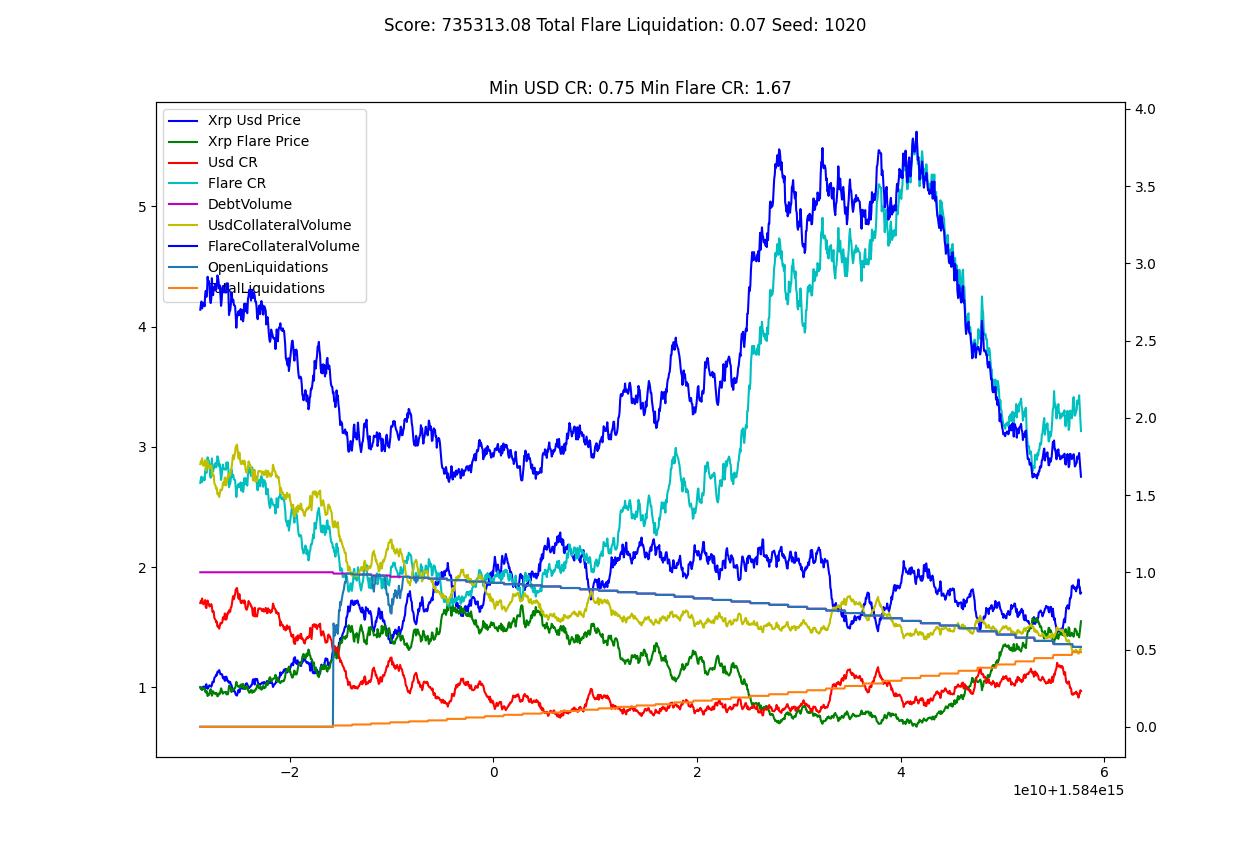 Score: 735313.08 Total Flare Liquidation: 0.07 Seed: 1020
Min USD CR: 0.75 Min Flare CR: 1.67
Xrp Usd Price
Xrp Flare Price
Usd CR
Flare CR
DebtVolume
UsdCollateralVolume
FlareCollateralVolume
OpenLiquidations
TotalLiquidations
5
4
3
2
1
4.0
3.5
3.0
2.5
2.0
1.5
1.0
0.5
0.0
−2
0
2
4
6
1e10+1.584e15